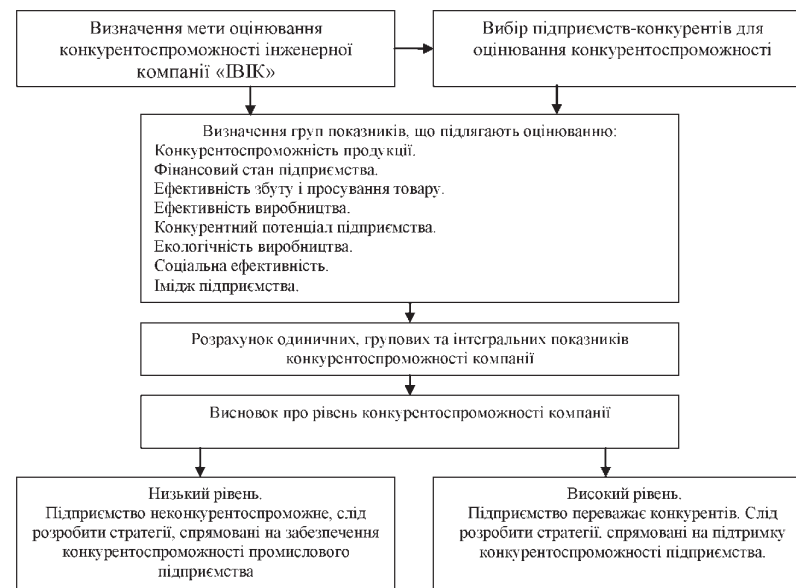 Визначення мети оцінювання
конкурентоспроможності інженерної
компанії «ІВІК»
Вибір підприємств-конкурентів для
оцінювання конкурентоспроможності
Визначення груп показників, що підлягають оцінюванню:
Конкурентоспроможність продукції.
Фінансовий стан підприємства.
Ефективність збуту і просування товару.
Ефективність виробництва.
Конкурентний потенціал підприємства.
Екологічність виробництва.
Соціальна ефективність.
Імідж підприємства.
Розрахунок одиничних, групових та інтегральних показників
конкурентоспроможності компанії
Висновок про рівень конкурентоспроможності компанії
Низький рівень.
Підприємство неконкурентоспроможне, слід
розробити стратегії, спрямовані на забезпечення
конкурентоспроможності промислового
підприємства
Високий рівень.
Підприємство переважає конкурентів. Слід
розробити стратегії, спрямовані на підтримку
конкурентоспроможності підприємства.